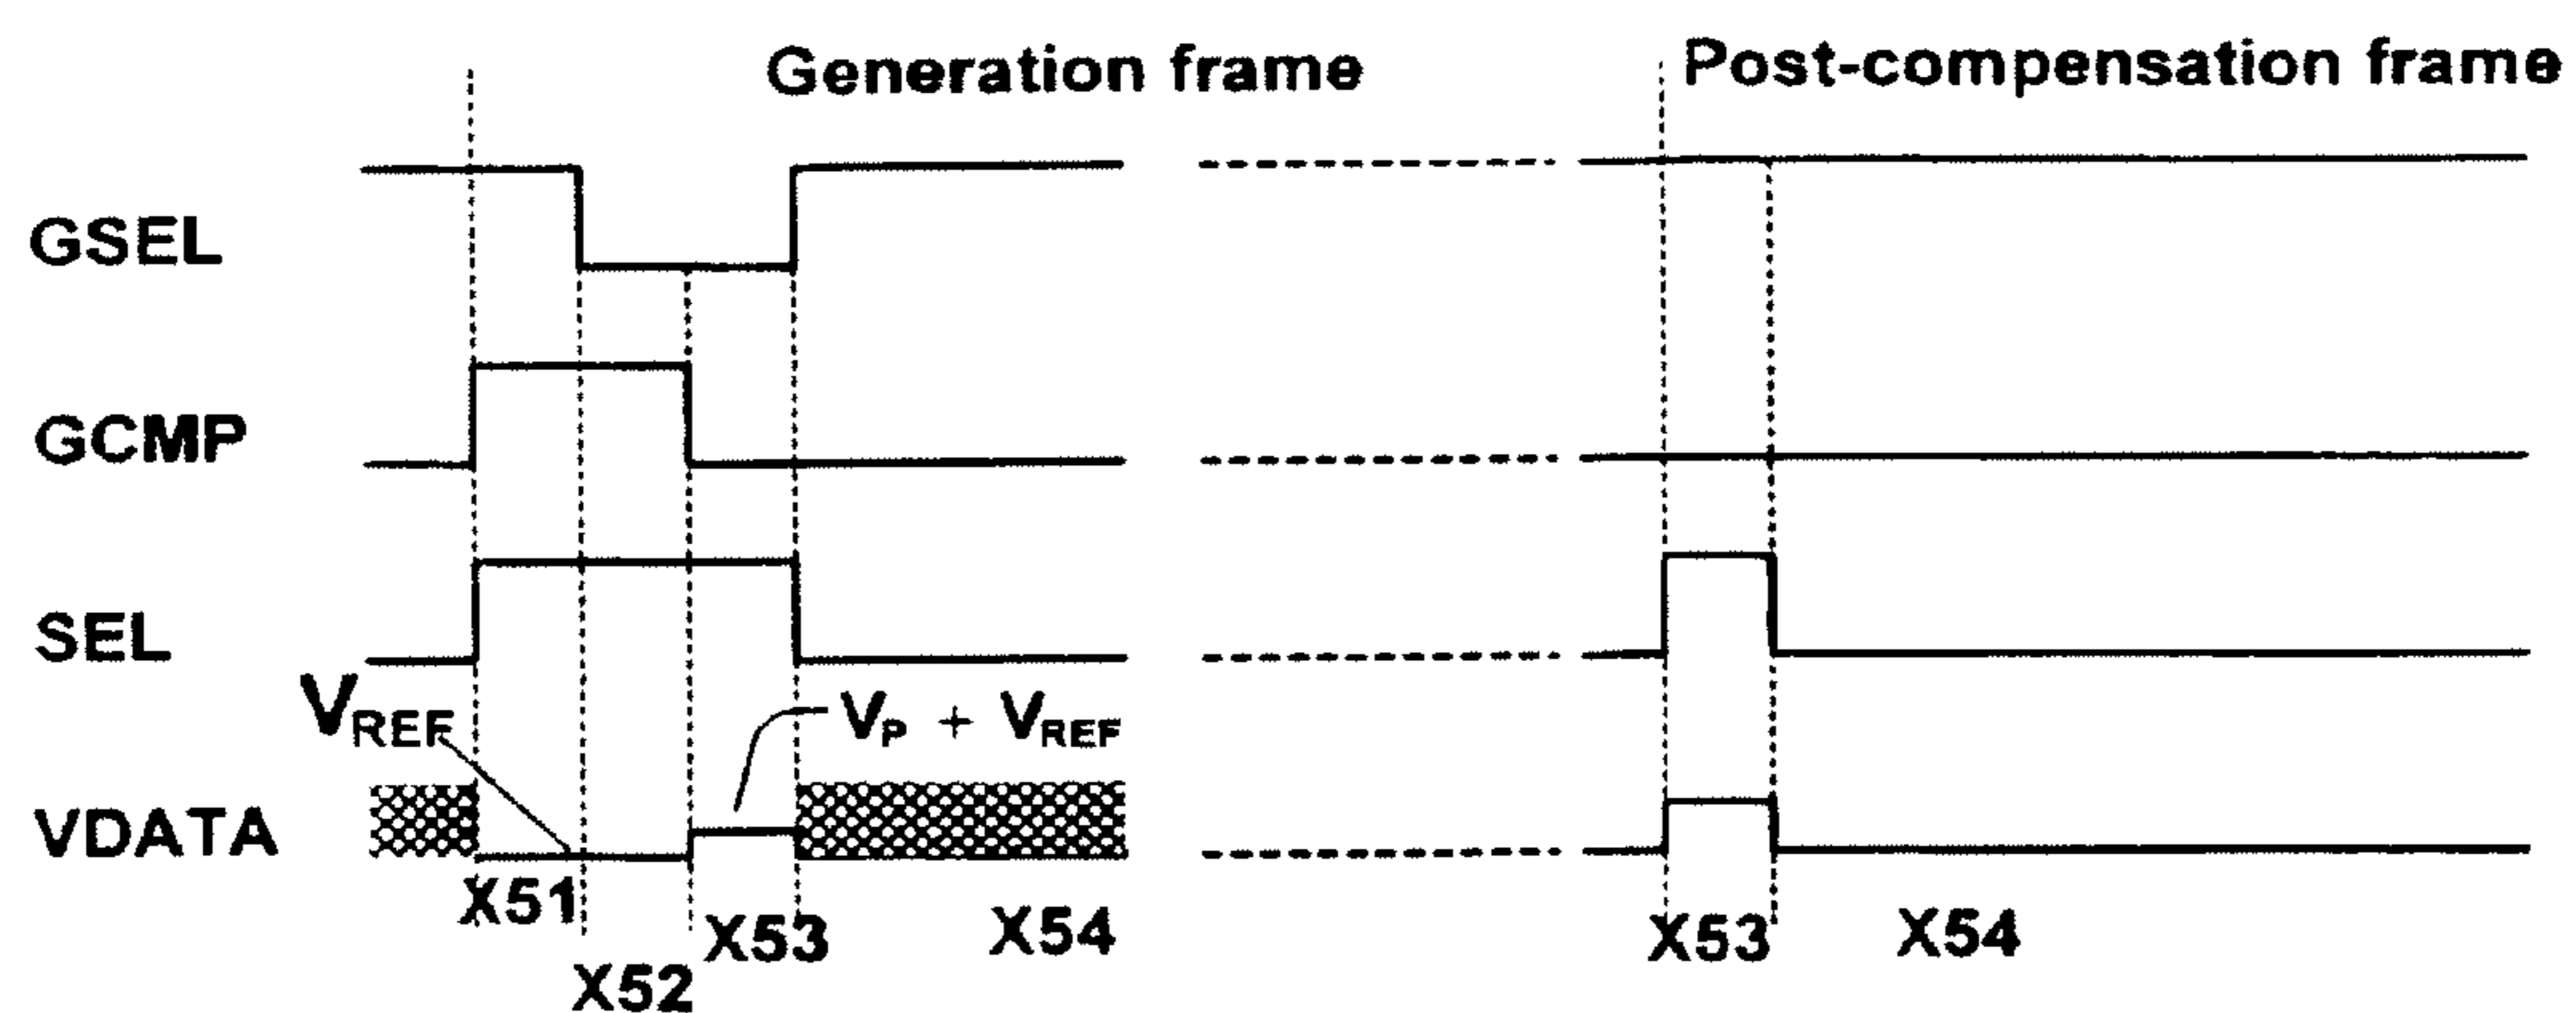 Generation frame
Post-compensation frame
GSEL
GCMP
SEL
VREF
VP + VREF
VDATA
X51
X52
X53
X54
X53
X54